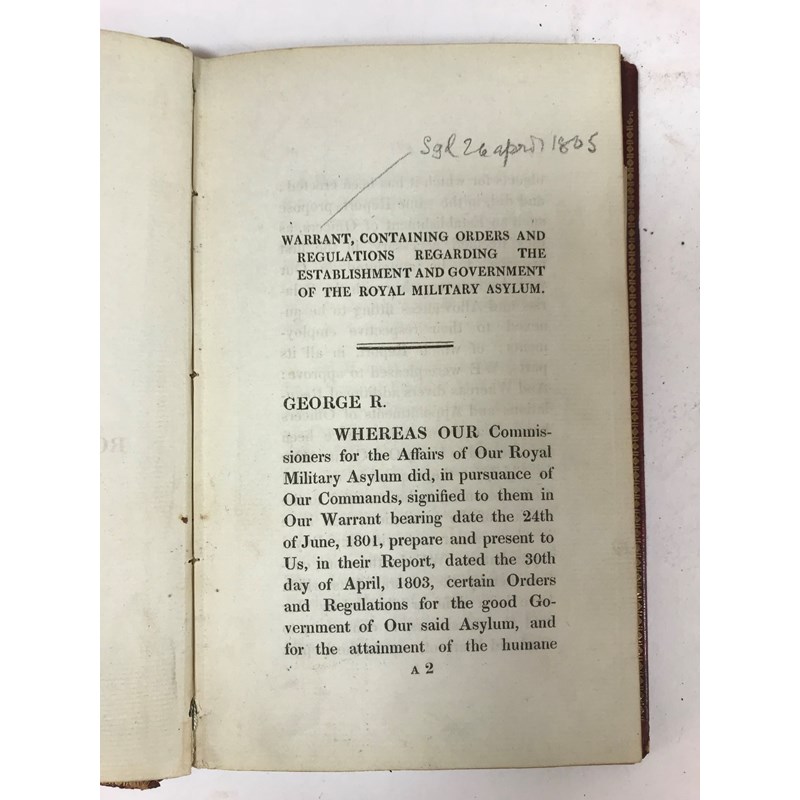 Sgd 26 april 1805
WARRANT, CONTAINING ORDERS AND
REGULATIONS REGARDING THE
ESTABLISHMENT AND GOVERNMENT
OF THE ROYAL MILITARY ASYLUM.
GEORGE R.
WHEREAS OUR Commis-
sioners for the Affairs of Our Royal
Military Asylum did, in pursuance of
Our Commands, signified to them in
Our Warrant bearing date the 24th
of June, 1801, prepare and present to
Us, in their Report, dated the 30th
day of April, 1803, certain Orders
and Regulations for the good Go-
vernment of Our said Asylum, and
for the attainment of the humane
A 2